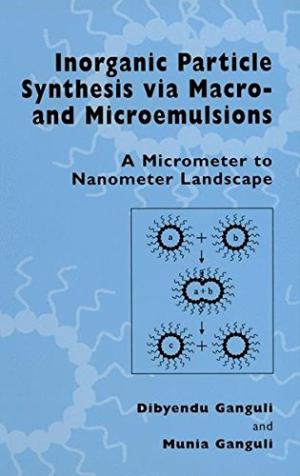 Inorganic Particle
Synthesis via Macro-
and Microemulsions
A Micrometer to
Nanometer Landscape
a + b
a + b
c + c
Dibyendu Ganguli
and
Munia Ganguli